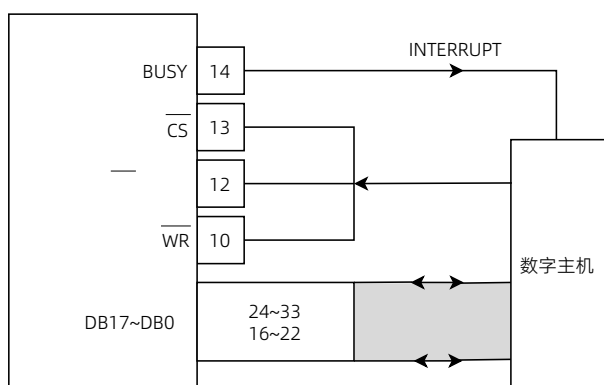 INTERRUPT
BUSY 14
CS 13
12
WR 10
数字主机
DB17~DB0
24~33
16~22